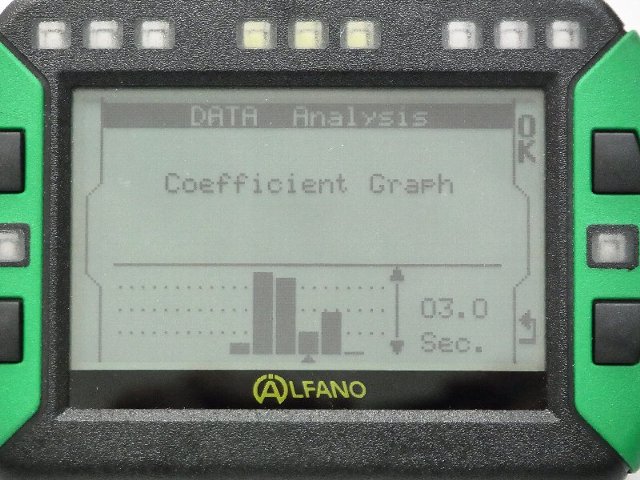 DATA Analysis
OK
Coefficient Graph
03.0
Sec.
ALFANO